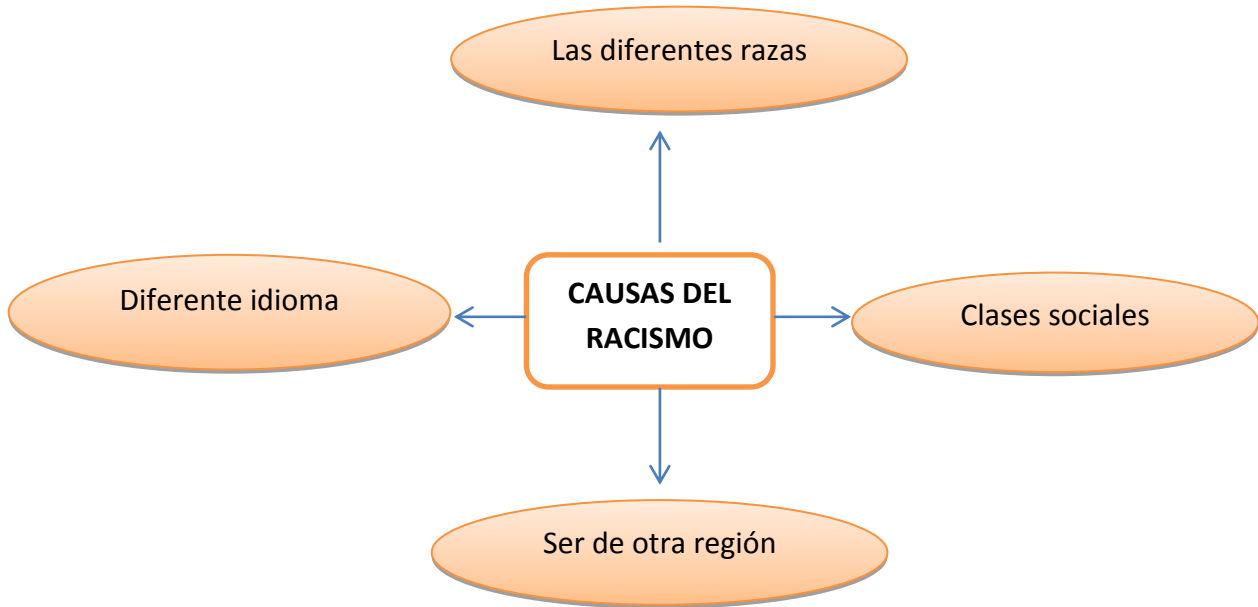 Las diferentes razas
Diferente idioma
CAUSAS DEL
RACISMO
Clases sociales
Ser de otra región